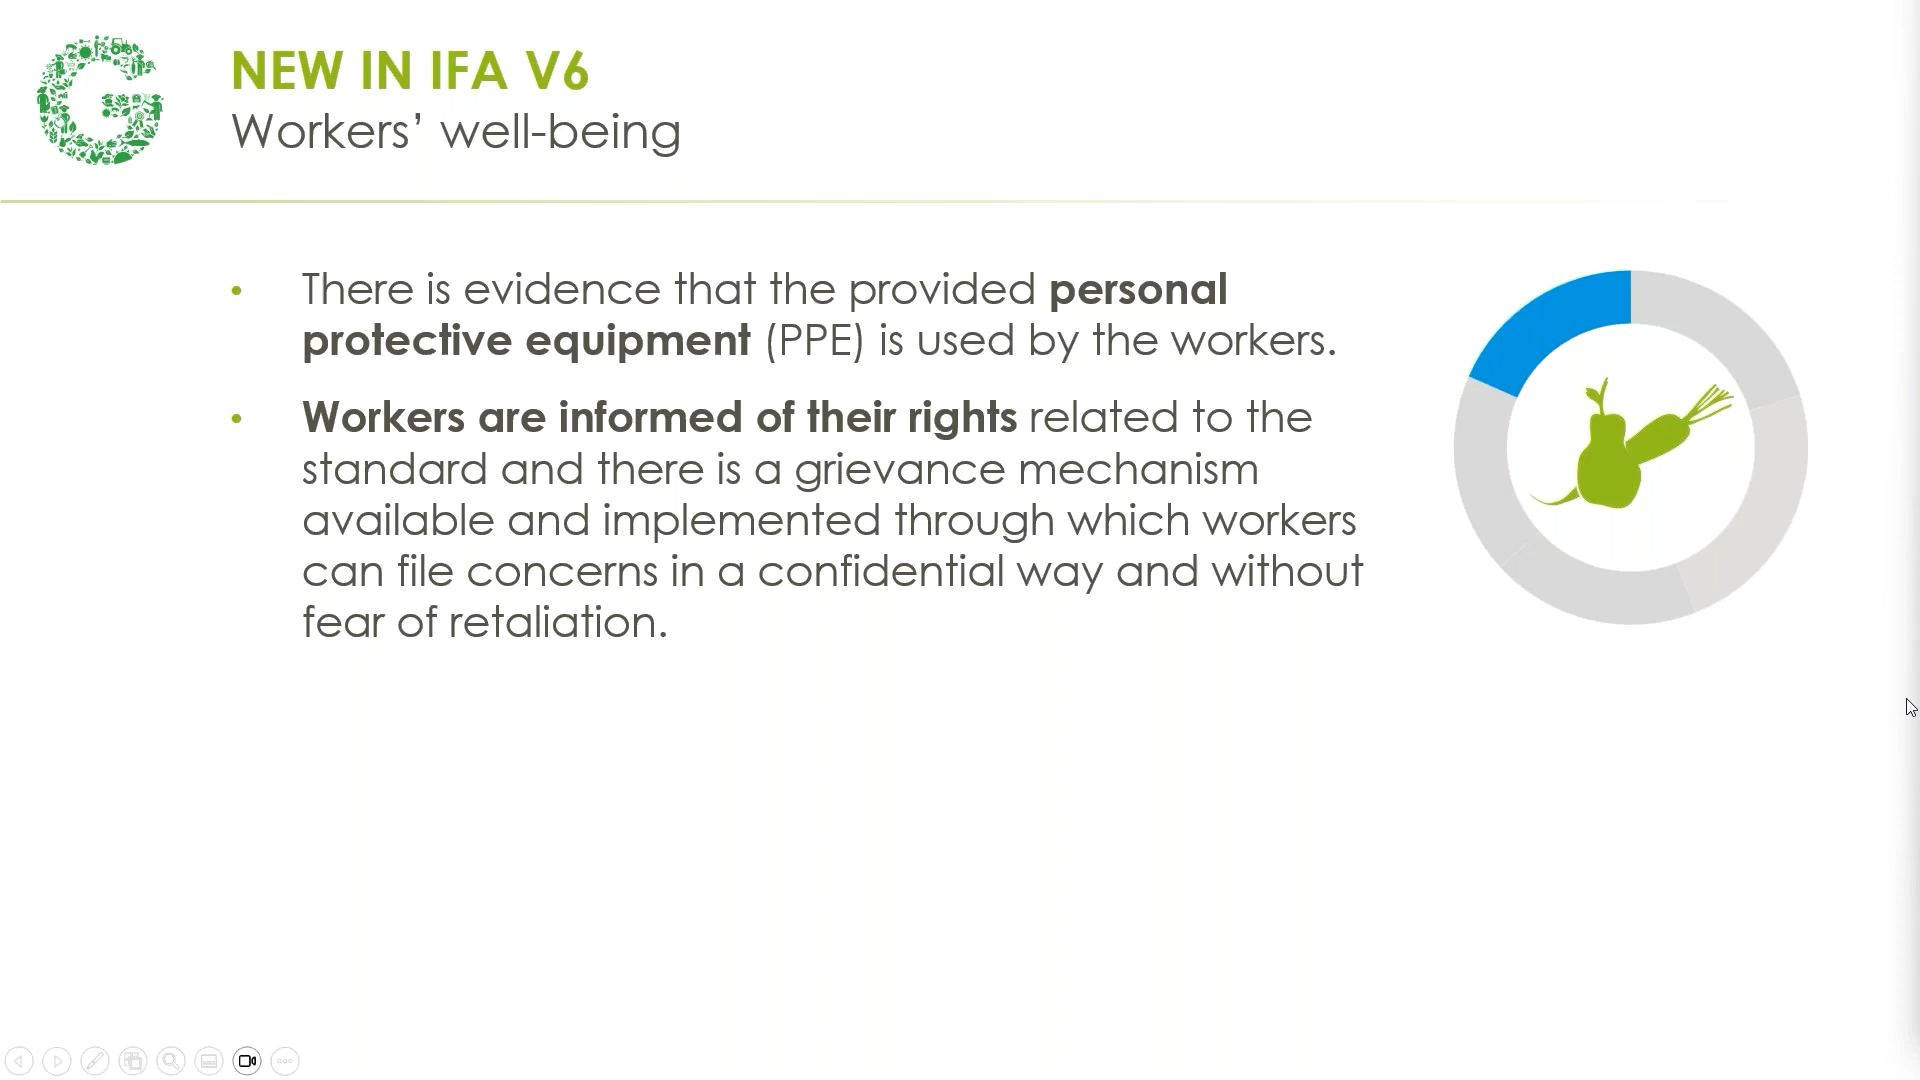 NEW IN IFA V6
Workers’ well-being
• There is evidence that the provided personal
protective equipment (PPE) is used by the workers.
• Workers are informed of their rights related to the
standard and there is a grievance mechanism
available and implemented through which workers
can file concerns in a confidential way and without
fear of retaliation.